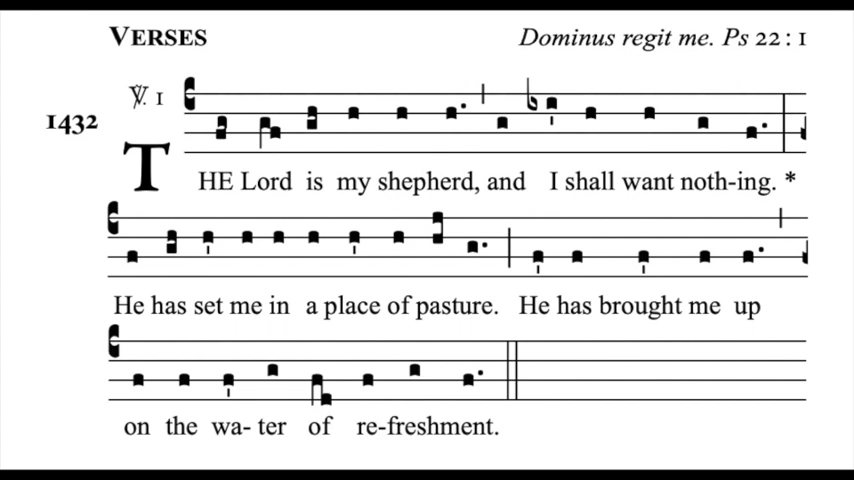 VERSES Dominus regit me. Ps 22 : 1
℣. 1
1432
THE Lord is my shepherd, and I shall want noth-ing. *
He has set me in a place of pasture. He has brought me up
on the wa- ter of re-freshment.